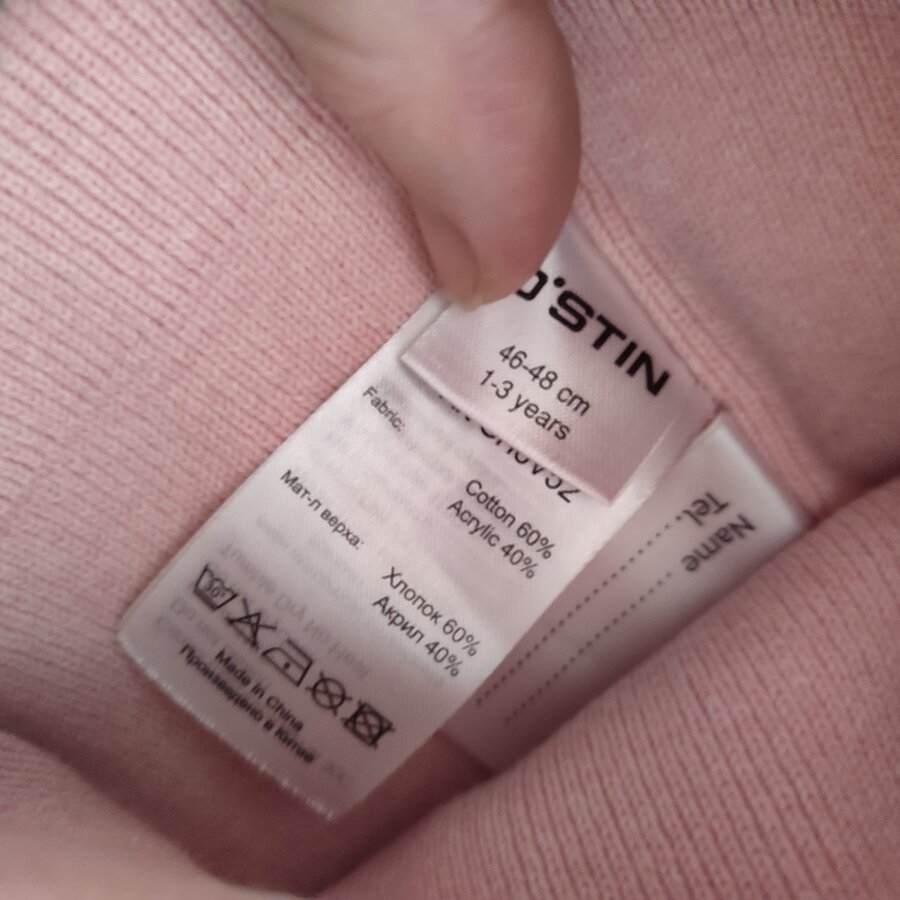 O'STIN
46-48 cm
1-3 years
Fabric:
Cotton 60%
Acrylic 40%
Мат-л верха:
Хлопок 60%
Акрил 40%
30°
Made in China
Произведено в Китае
Name
Tel.